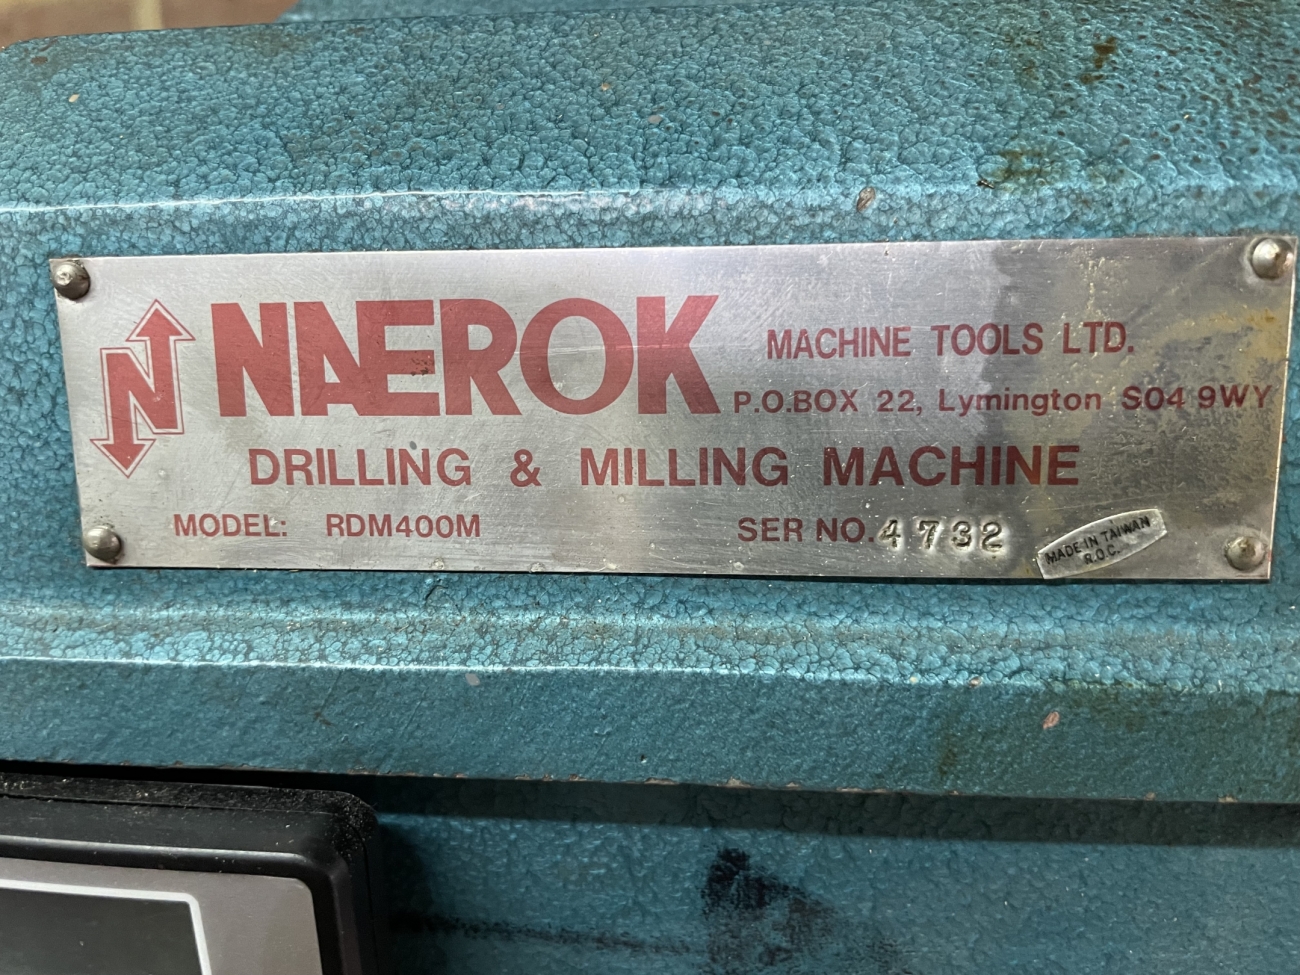 N NAEROK MACHINE TOOLS LTD.
P.O.BOX 22, Lymington S04 9WY
DRILLING & MILLING MACHINE
MODEL: RDM400M SER NO. 4732
MADE IN TAIWAN
R.O.C.